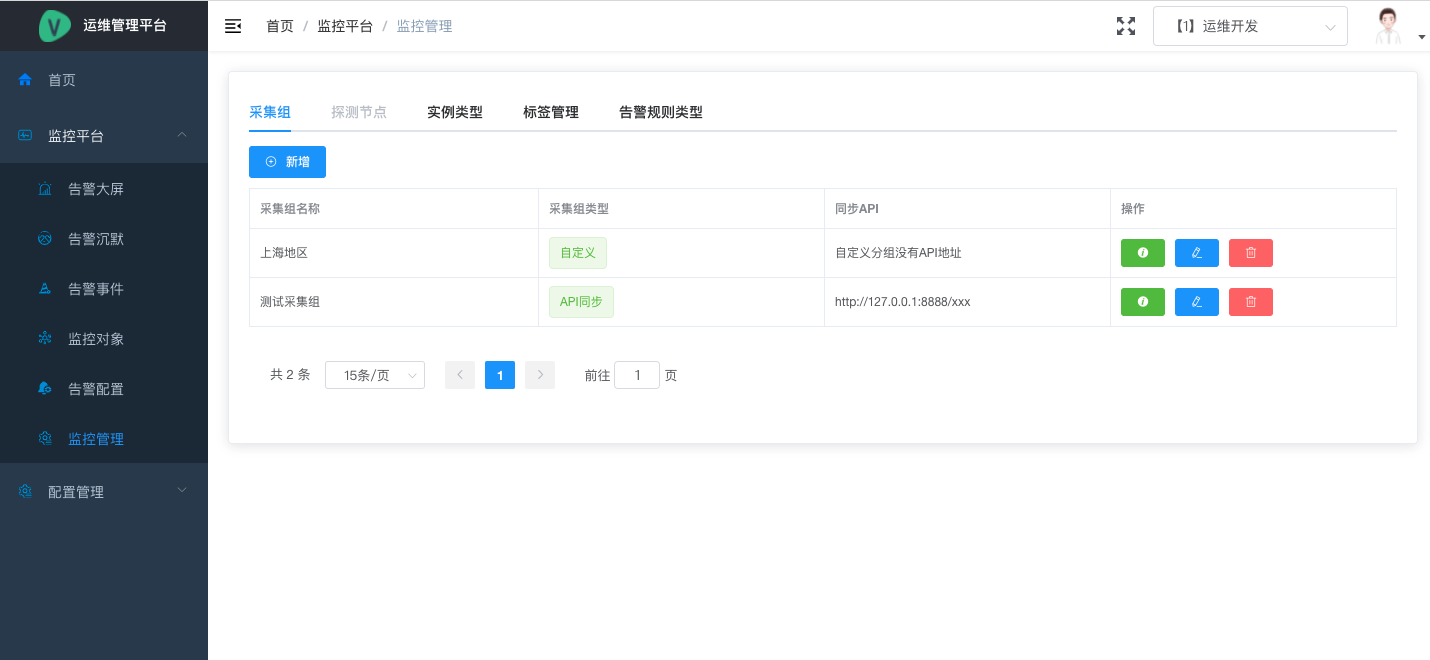 V 运维管理平台
首页 / 监控平台 / 监控管理
【1】运维开发
首页
监控平台
告警大屏
告警沉默
告警事件
监控对象
告警配置
监控管理
配置管理
采集组 探测节点 实例类型 标签管理 告警规则类型
新增
采集组名称 采集组类型 同步API 操作
上海地区 自定义 自定义分组没有API地址
测试采集组 API同步 http://127.0.0.1:8888/xxx
共 2 条 15条/页 1 前往 1 页